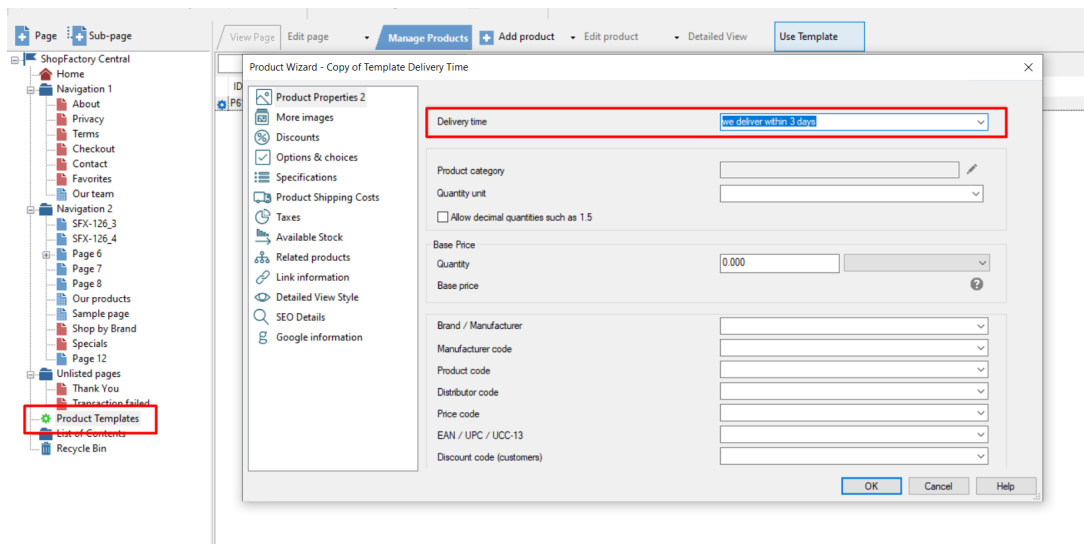 Page
Sub-page
View Page
Edit page
Manage Products
Add product
Edit product
Detailed View
Use Template
ShopFactory Central
Home
Navigation 1
About
Privacy
Terms
Checkout
Contact
Favorites
Our team
Navigation 2
SFX-126_3
SFX-126_4
Page 6
Page 7
Page 8
Our products
Sample page
Shop by Brand
Specials
Page 12
Unlisted pages
Thank You
Transaction failed
Product Templates
List of Contents
Recycle Bin
ID
P6
Product Wizard - Copy of Template Delivery Time
Product Properties 2
More images
Discounts
Options & choices
Specifications
Product Shipping Costs
Taxes
Available Stock
Related products
Link information
Detailed View Style
SEO Details
Google information
Delivery time
we deliver within 3 days
Product category
Quantity unit
Allow decimal quantities such as 1.5
Base Price
Quantity
0.000
Base price
Brand / Manufacturer
Manufacturer code
Product code
Distributor code
Price code
EAN / UPC / UCC-13
Discount code (customers)
OK
Cancel
Help